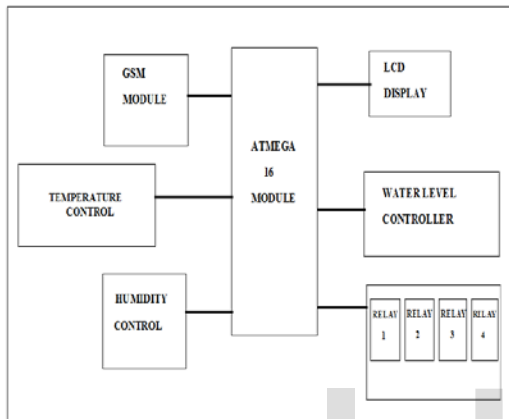 GSM
MODULE
TEMPERATURE
CONTROL
HUMIDITY
CONTROL
ATMEGA
16
MODULE
LCD
DISPLAY
WATER LEVEL
CONTROLLER
RELAY
1
RELAY
2
RELAY
3
RELAY
4